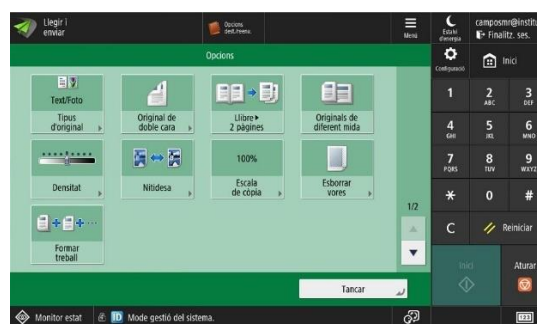 Llegir i
enviar
Opcions
dest./reenv.
Menú
Estalvi
d'energia
camposmr@institu
Finalitz. ses.
Opcions
Configuració
Inici
Text/Foto
Tipus
d'original
Original de
doble cara
Llibre ▸
2 pàgines
Originals de
diferent mida
Densitat
Nitidesa
100%
Escala
de còpia
Esborrar
vores
Formar
treball
1/2
Tancar
1
2
ABC
3
DEF
4
GHI
5
JKL
6
MNO
7
PQRS
8
TUV
9
WXYZ
*
0
#
C
Reiniciar
Inici
Aturar
Monitor estat
ID
Mode gestió del sistema.
123